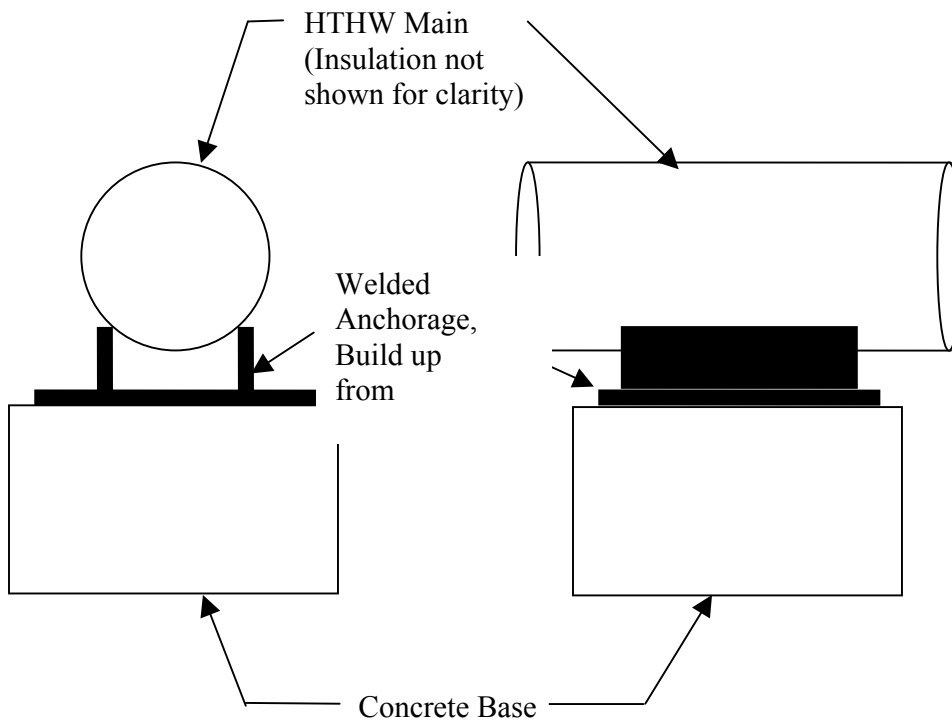 HTHW Main
(Insulation not
shown for clarity)
Welded
Anchorage,
Build up
from
Concrete Base